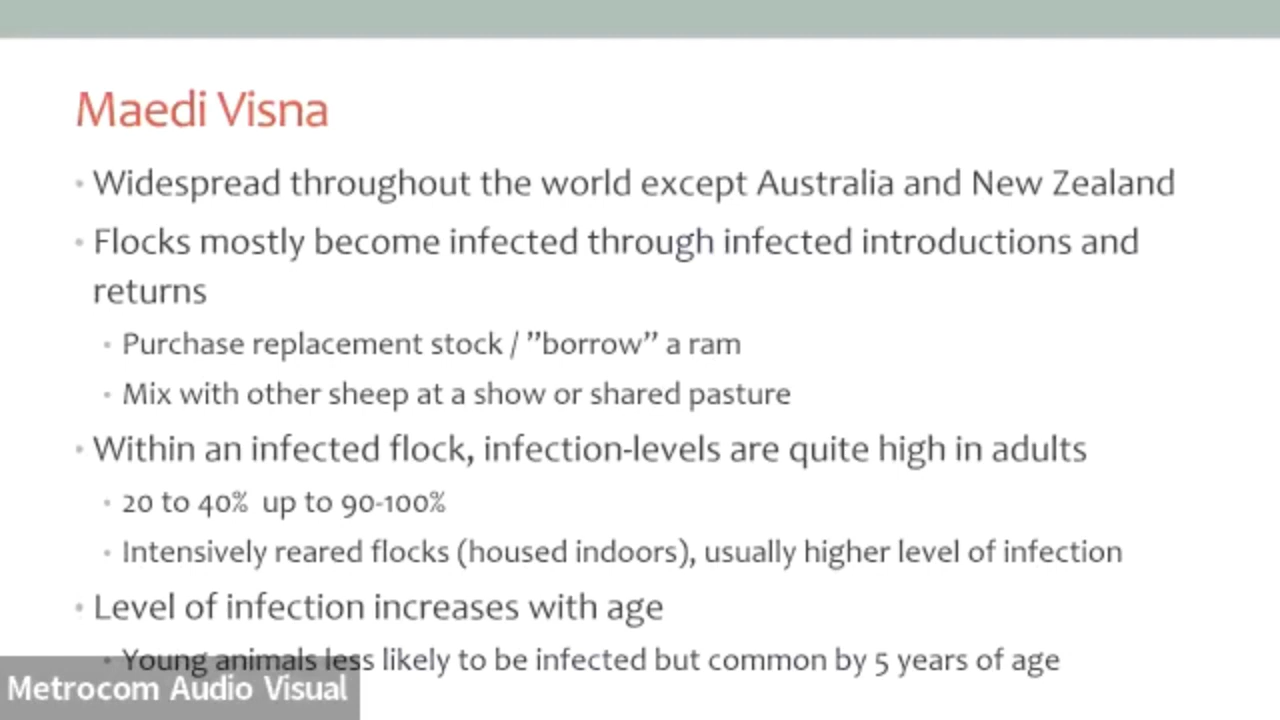 Maedi Visna
• Widespread throughout the world except Australia and New Zealand
• Flocks mostly become infected through infected introductions and
returns
• Purchase replacement stock / ”borrow” a ram
• Mix with other sheep at a show or shared pasture
• Within an infected flock, infection-levels are quite high in adults
• 20 to 40%  up to 90-100%
• Intensively reared flocks (housed indoors), usually higher level of infection
• Level of infection increases with age
• Young animals less likely to be infected but common by 5 years of age
Metrocom Audio Visual